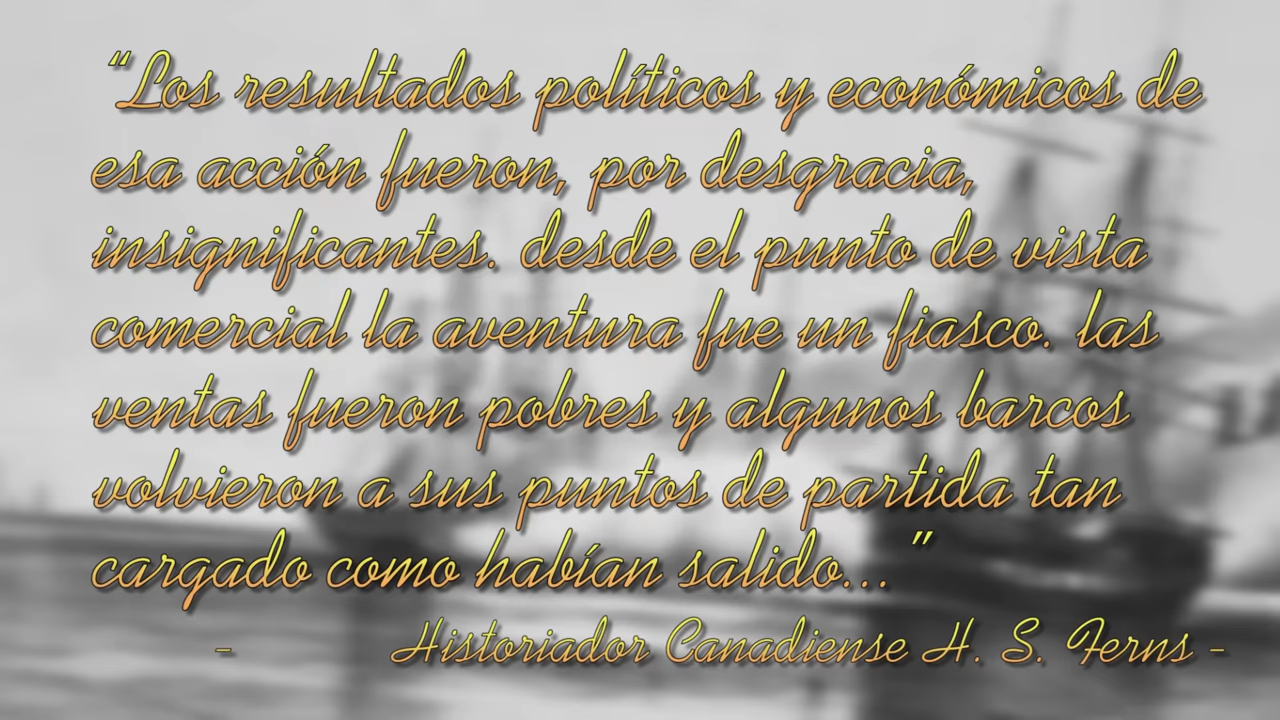 “Los resultados políticos y económicos de
esa acción fueron, por desgracia,
insignificantes. desde el punto de vista
comercial la aventura fue un fiasco. las
ventas fueron pobres y algunos barcos
volvieron a sus puntos de partida tan
cargado como habían salido...”
- Historiador Canadiense H. S. Ferns -